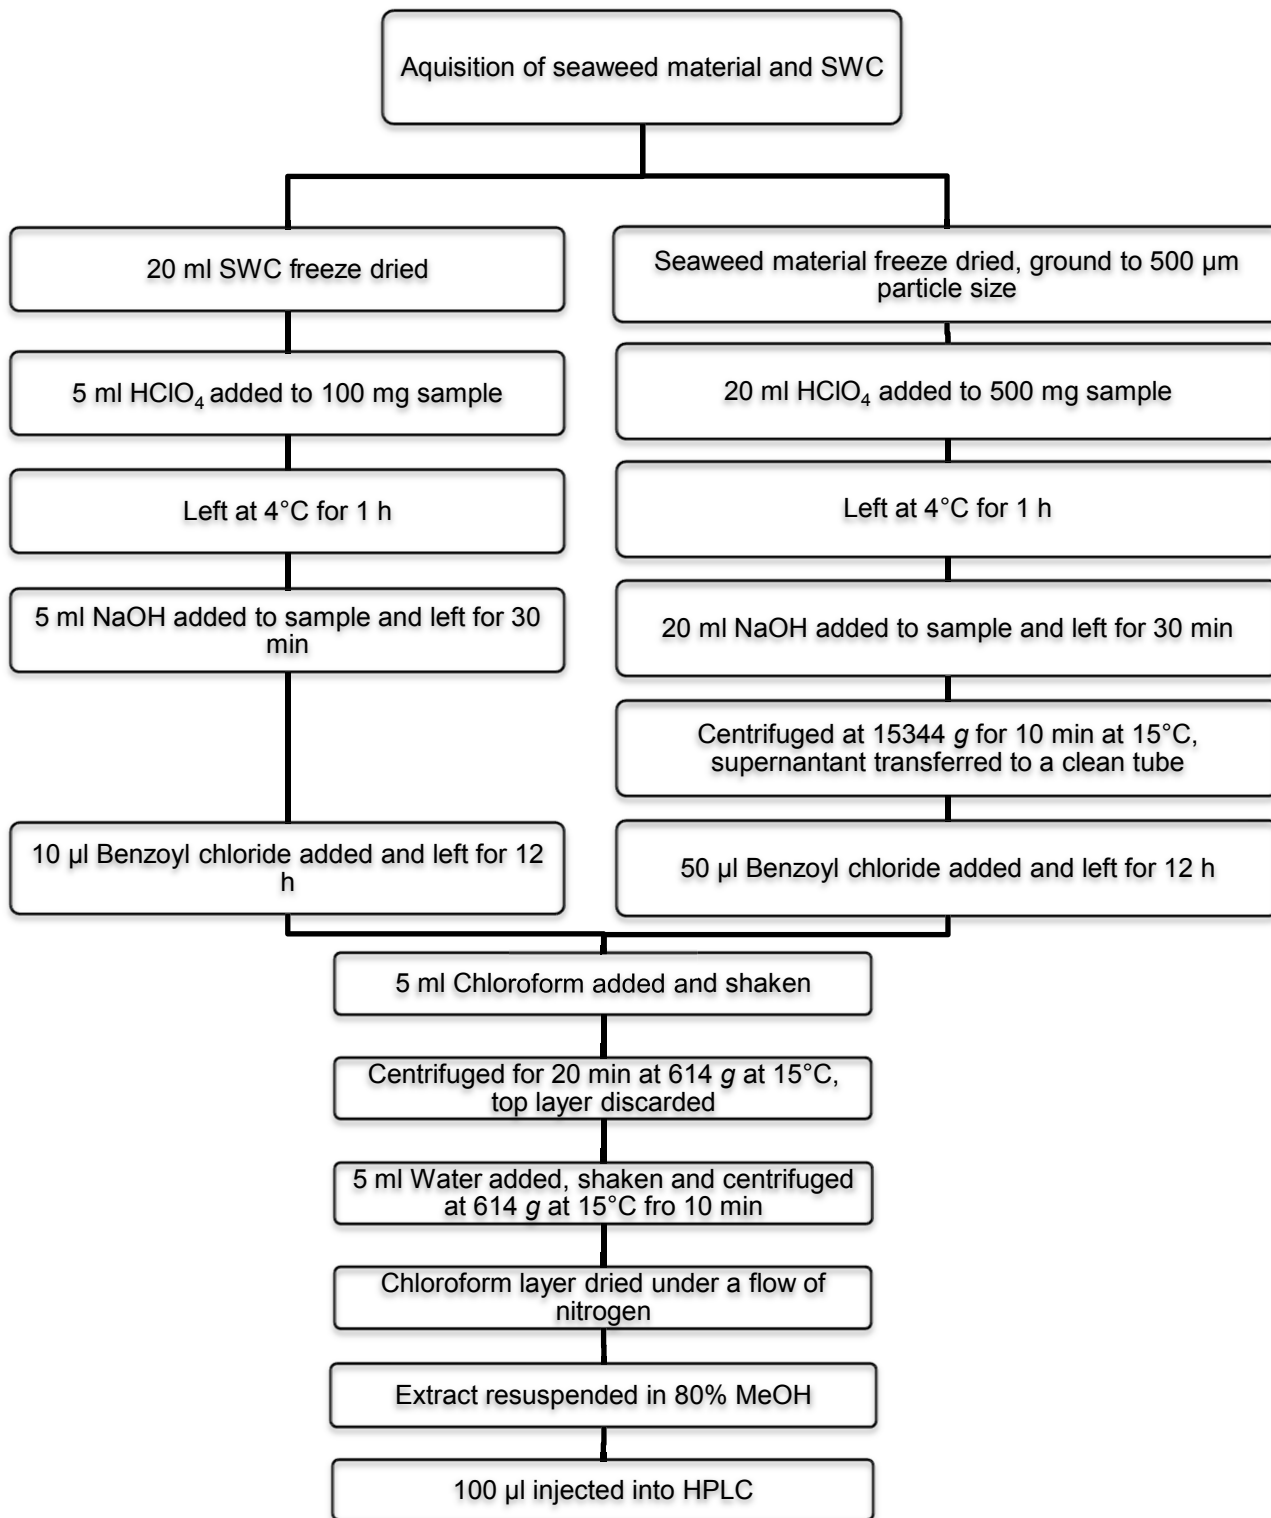 Aquisition of seaweed material and SWC
20 ml SWC freeze dried
5 ml HClO₄ added to 100 mg sample
Left at 4°C for 1 h
5 ml NaOH added to sample and left for 30
min
10 µl Benzoyl chloride added and left for 12
h
Seaweed material freeze dried, ground to 500 µm
particle size
20 ml HClO₄ added to 500 mg sample
Left at 4°C for 1 h
20 ml NaOH added to sample and left for 30 min
Centrifuged at 15344 g for 10 min at 15°C,
supernantant transferred to a clean tube
50 µl Benzoyl chloride added and left for 12 h
5 ml Chloroform added and shaken
Centrifuged for 20 min at 614 g at 15°C,
top layer discarded
5 ml Water added, shaken and centrifuged
at 614 g at 15°C fro 10 min
Chloroform layer dried under a flow of
nitrogen
Extract resuspended in 80% MeOH
100 µl injected into HPLC